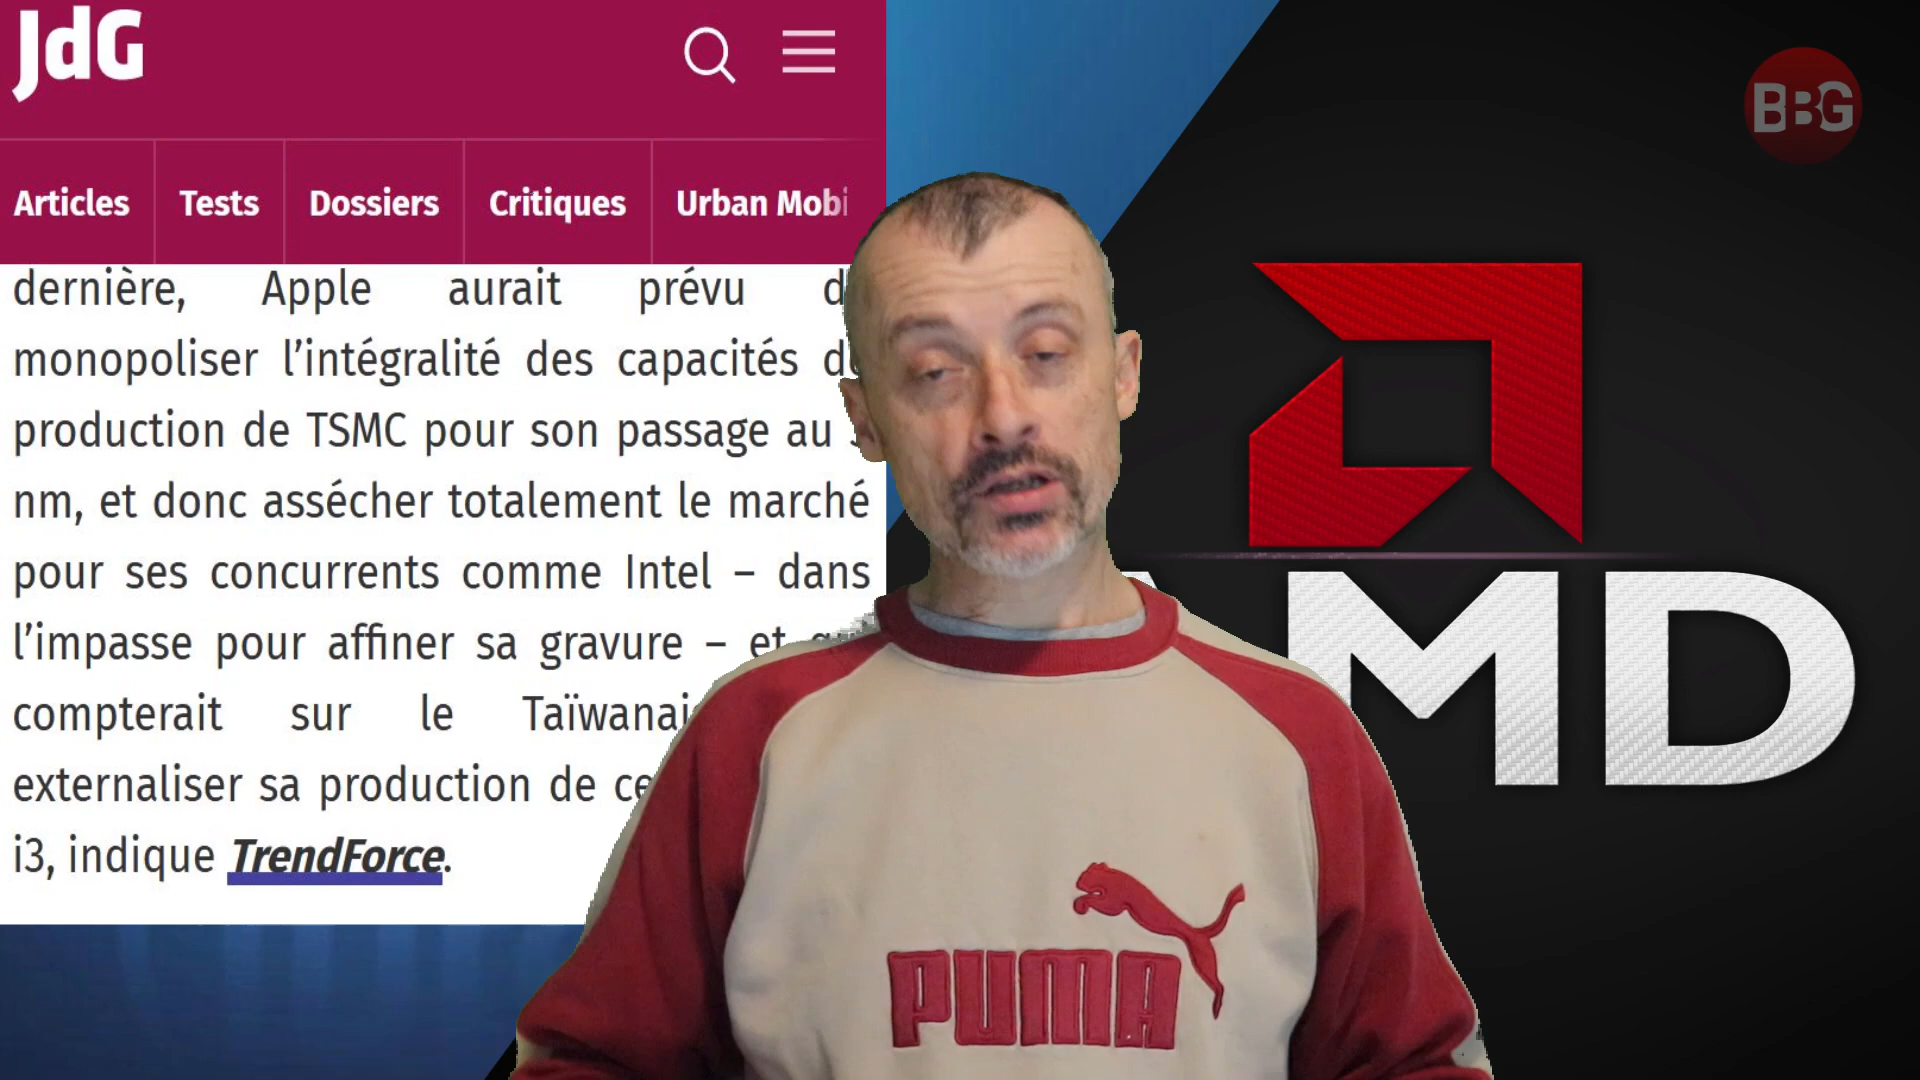 JdG
BBG
Articles Tests Dossiers Critiques Urban Mobi
dernière, Apple aurait prévu
monopoliser l’intégralité des capacités
production de TSMC pour son passage au
nm, et donc assécher totalement le marché
pour ses concurrents comme Intel – dans
l’impasse pour affiner sa gravure – et
compterait sur le
externaliser sa production de
i3, indique TrendForce.
MD
PUMA